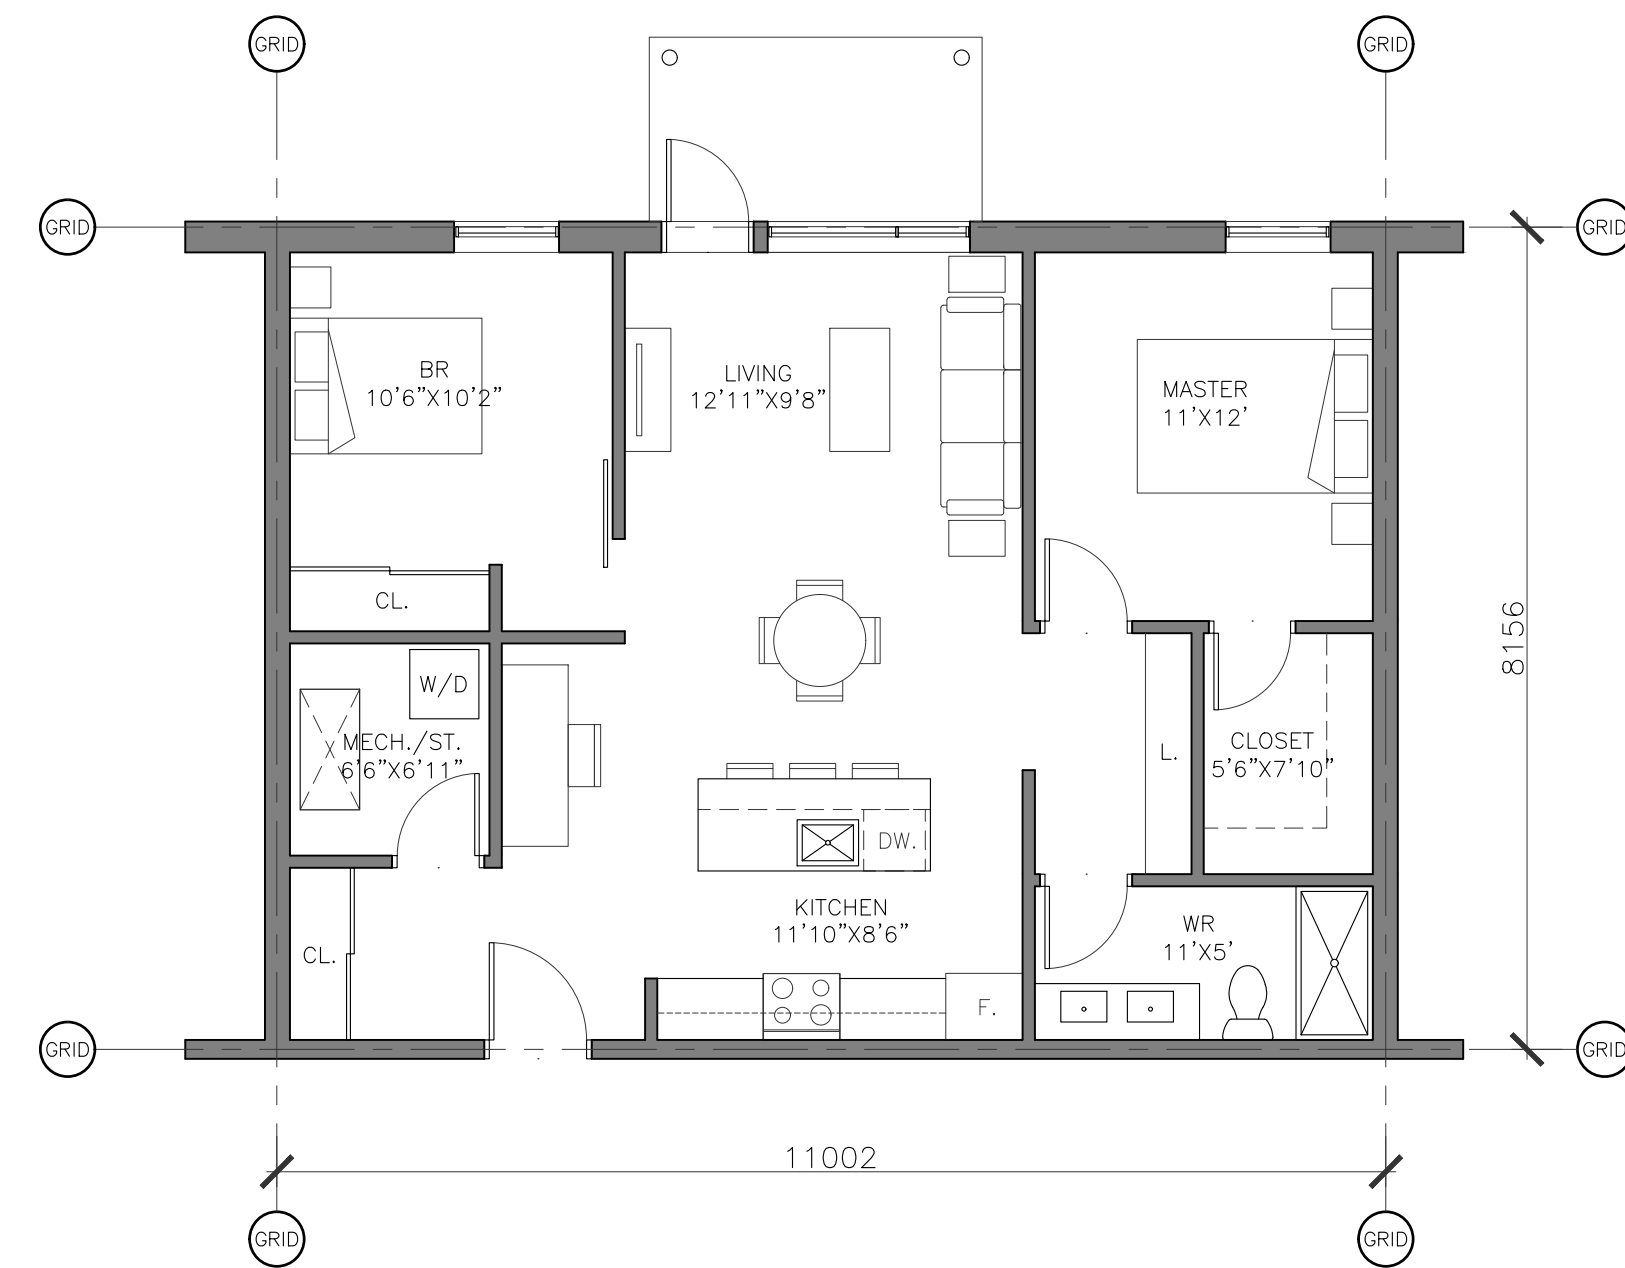 GRID
GRID
GRID
GRID
BR
10'6"X10'2"
LIVING
12'11"X9'8"
MASTER
11'X12'
CL.
8156
W/D
MECH./ST.
6'6"X6'11"
L.
CLOSET
5'6"X7'10"
DW.
KITCHEN
11'10"X8'6"
WR
11'X5'
CL.
F.
GRID
GRID
11002
GRID
GRID